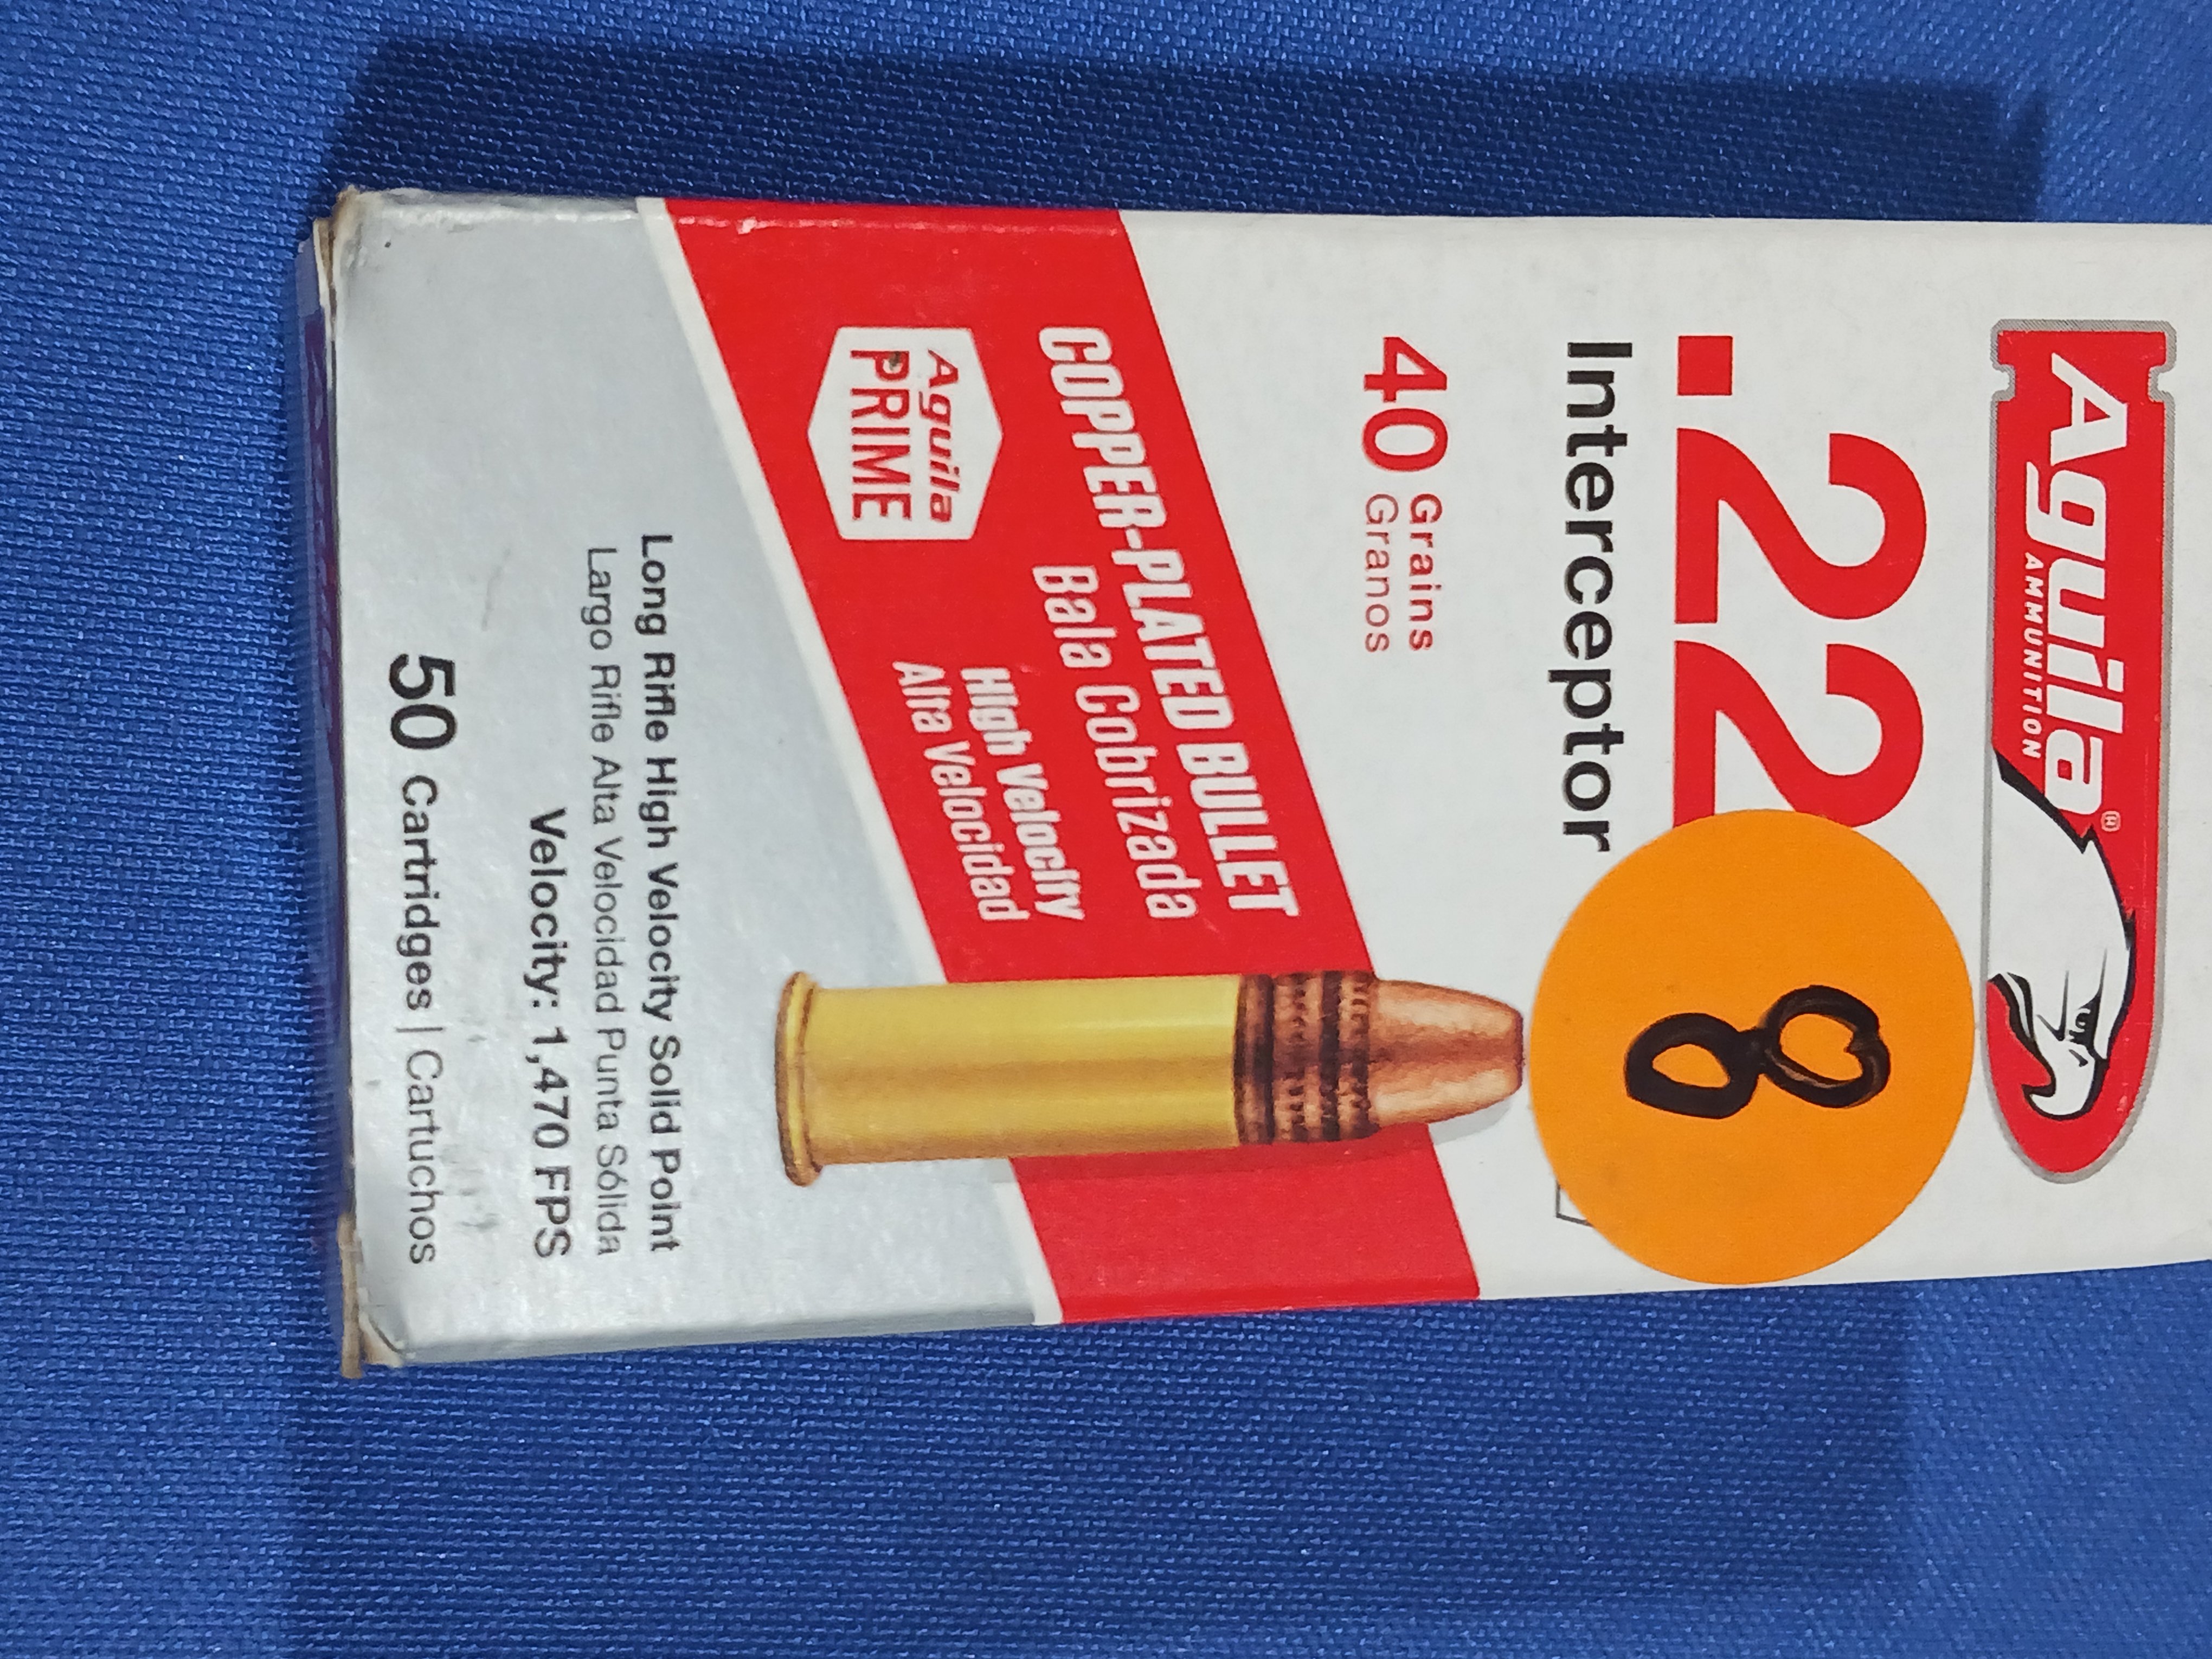 Aguila®
AMMUNITION
.22
8
Interceptor
40 Grains
Granos
COPPER-PLATED BULLET
Bala Cobrizada
High Velocity
Alta Velocidad
Aguila
PRIME
Long Rifle High Velocity Solid Point
Largo Rifle Alta Velocidad Punta Sólida
Velocity: 1,470 FPS
50 Cartridges | Cartuchos